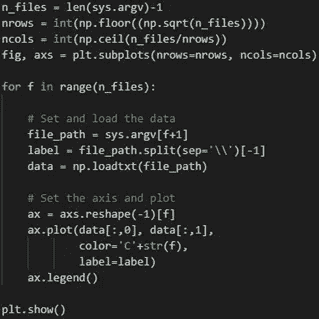 n_files = len(sys.argv)-1
nrows = int(np.floor((np.sqrt(n_files))))
ncols = int(np.ceil(n_files/nrows))
fig, axs = plt.subplots(nrows=nrows, ncols=ncols)
for f in range(n_files):
# Set and load the data
file_path = sys.argv[f+1]
label = file_path.split(sep='\\')[-1]
data = np.loadtxt(file_path)
# Set the axis and plot
ax = axs.reshape(-1)[f]
ax.plot(data[:,0], data[:,1],
color='C'+str(f),
label=label)
ax.legend()
plt.show()